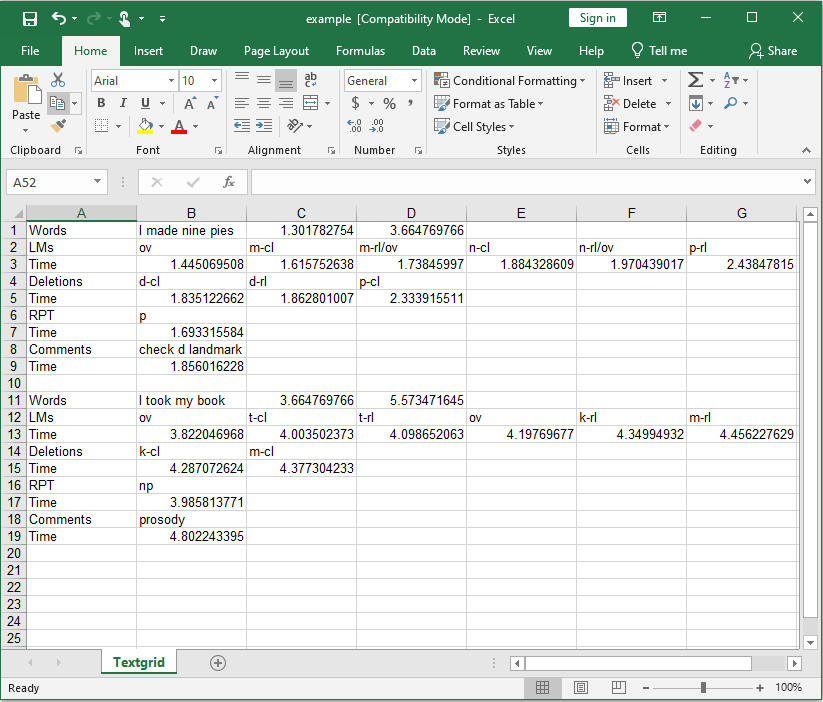 example [Compatibility Mode] - Excel
Sign in
File Home Insert Draw Page Layout Formulas Data Review View Help Tell me Share
Arial 10 ab General Conditional Formatting Insert
Paste B I U A A $ % , Format as Table Delete
A Cell Styles Format
Clipboard Font Alignment Number Styles Cells Editing
A52 fx
A B C D E F G
1 Words I made nine pies 1.301782754 3.664769766
2 LMs ov m-cl m-rl/ov n-cl n-rl/ov p-rl
3 Time 1.445069508 1.615752638 1.73845997 1.884328609 1.970439017 2.43847815
4 Deletions d-cl d-rl p-cl
5 Time 1.835122662 1.862801007 2.333915511
6 RPT p
7 Time 1.693315584
8 Comments check d landmark
9 Time 1.856016228
10
11 Words I took my book 3.664769766 5.573471645
12 LMs ov t-cl t-rl ov k-rl m-rl
13 Time 3.822046968 4.003502373 4.098652063 4.19769677 4.34994932 4.456227629
14 Deletions k-cl m-cl
15 Time 4.287072624 4.377304233
16 RPT np
17 Time 3.985813771
18 Comments prosody
19 Time 4.802243395
20
21
22
23
24
25
Textgrid
Ready 100%